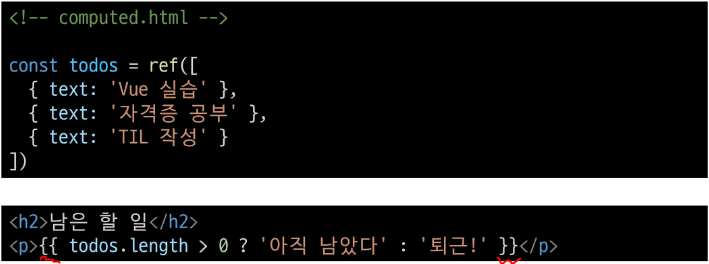 <!-- computed.html -->
const todos = ref([
  { text: 'Vue 실습' },
  { text: '자격증 공부' },
  { text: 'TIL 작성' }
])
<h2>남은 할 일</h2>
<p>{{ todos.length > 0 ? '아직 남았다' : '퇴근!' }}</p>